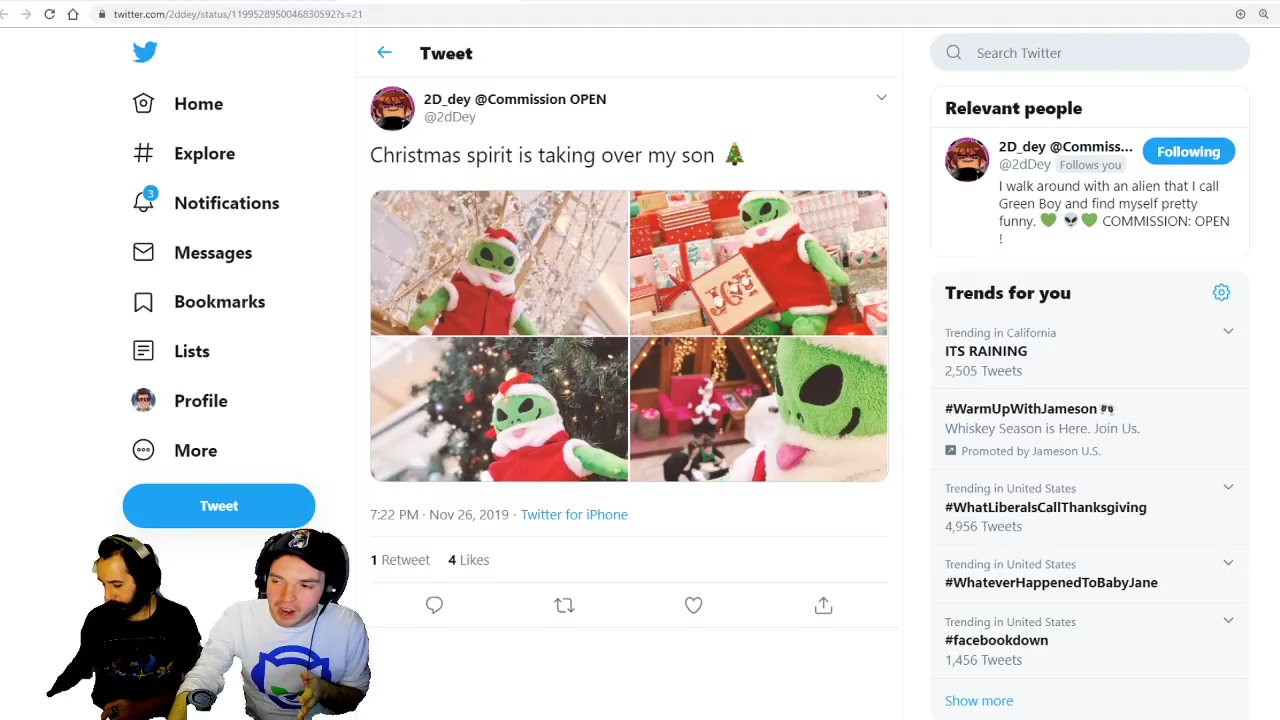 twitter.com/2ddey/status/1199528950046830592?s=21
Home
Explore
3
Notifications
Messages
Bookmarks
Lists
Profile
More
Tweet
Tweet
2D_dey @Commission OPEN
@2dDey
Christmas spirit is taking over my son
JOY
7:22 PM · Nov 26, 2019 · Twitter for iPhone
1 Retweet 4 Likes
Search Twitter
Relevant people
2D_dey @Commiss...
@2dDey Follows you
Following
I walk around with an alien that I call
Green Boy and find myself pretty
funny. COMMISSION: OPEN
!
Trends for you
Trending in California
ITS RAINING
2,505 Tweets
#WarmUpWithJameson
Whiskey Season is Here. Join Us.
Promoted by Jameson U.S.
Trending in United States
#WhatLiberalsCallThanksgiving
4,956 Tweets
Trending in United States
#WhateverHappenedToBabyJane
Trending in United States
#facebookdown
1,456 Tweets
Show more